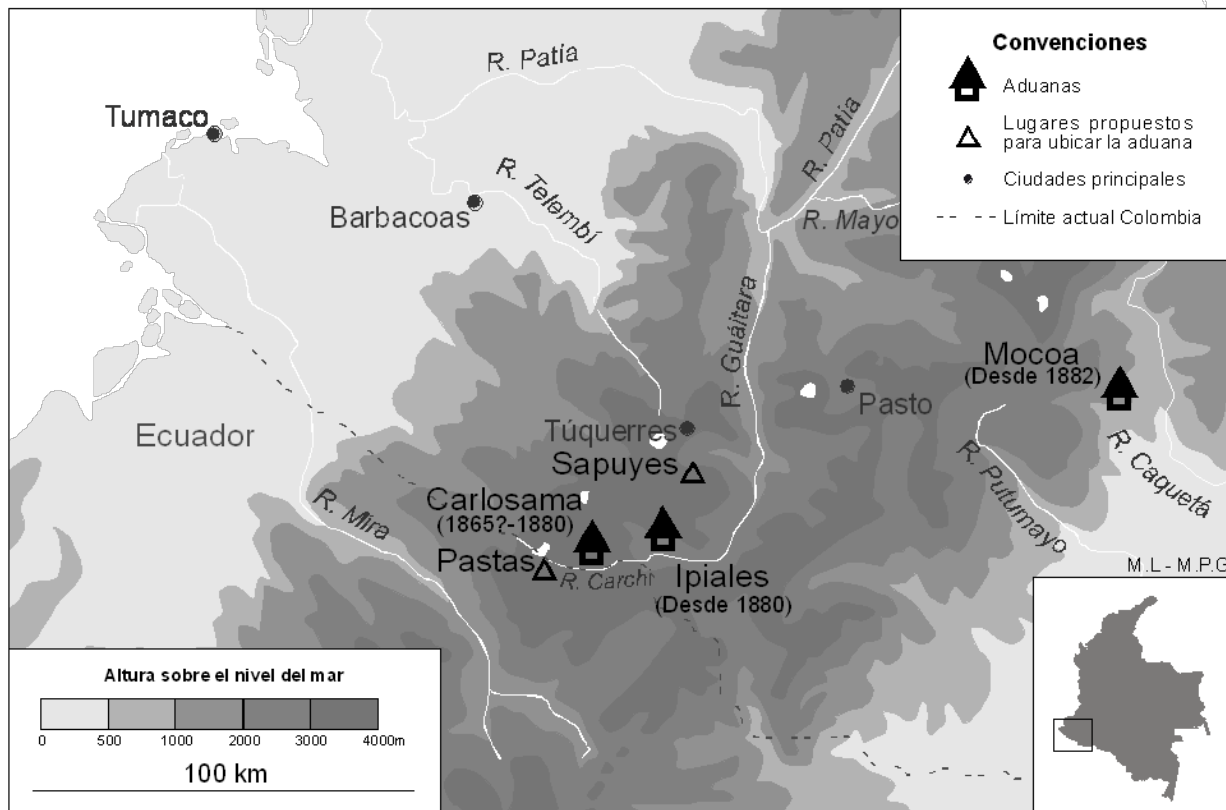 R. Patía
Tumaco
R. Telembí
Barbacoas
R. Patía
R. Mayo
Convenciones
Aduanas
Lugares propuestos
para ubicar la aduana
Ciudades principales
Límite actual Colombia
R. Guáitara
Mocoa
(Desde 1882)
Pasto
Ecuador
Túquerres
Sapuyes
R. Caquetá
R. Putumayo
R. Mira
Carlosama
(1865?-1880)
Pastas
R. Carchi
Ipiales
(Desde 1880)
M.L - M.P.G
Altura sobre el nivel del mar
0 500 1000 2000 3000 4000m
100 km